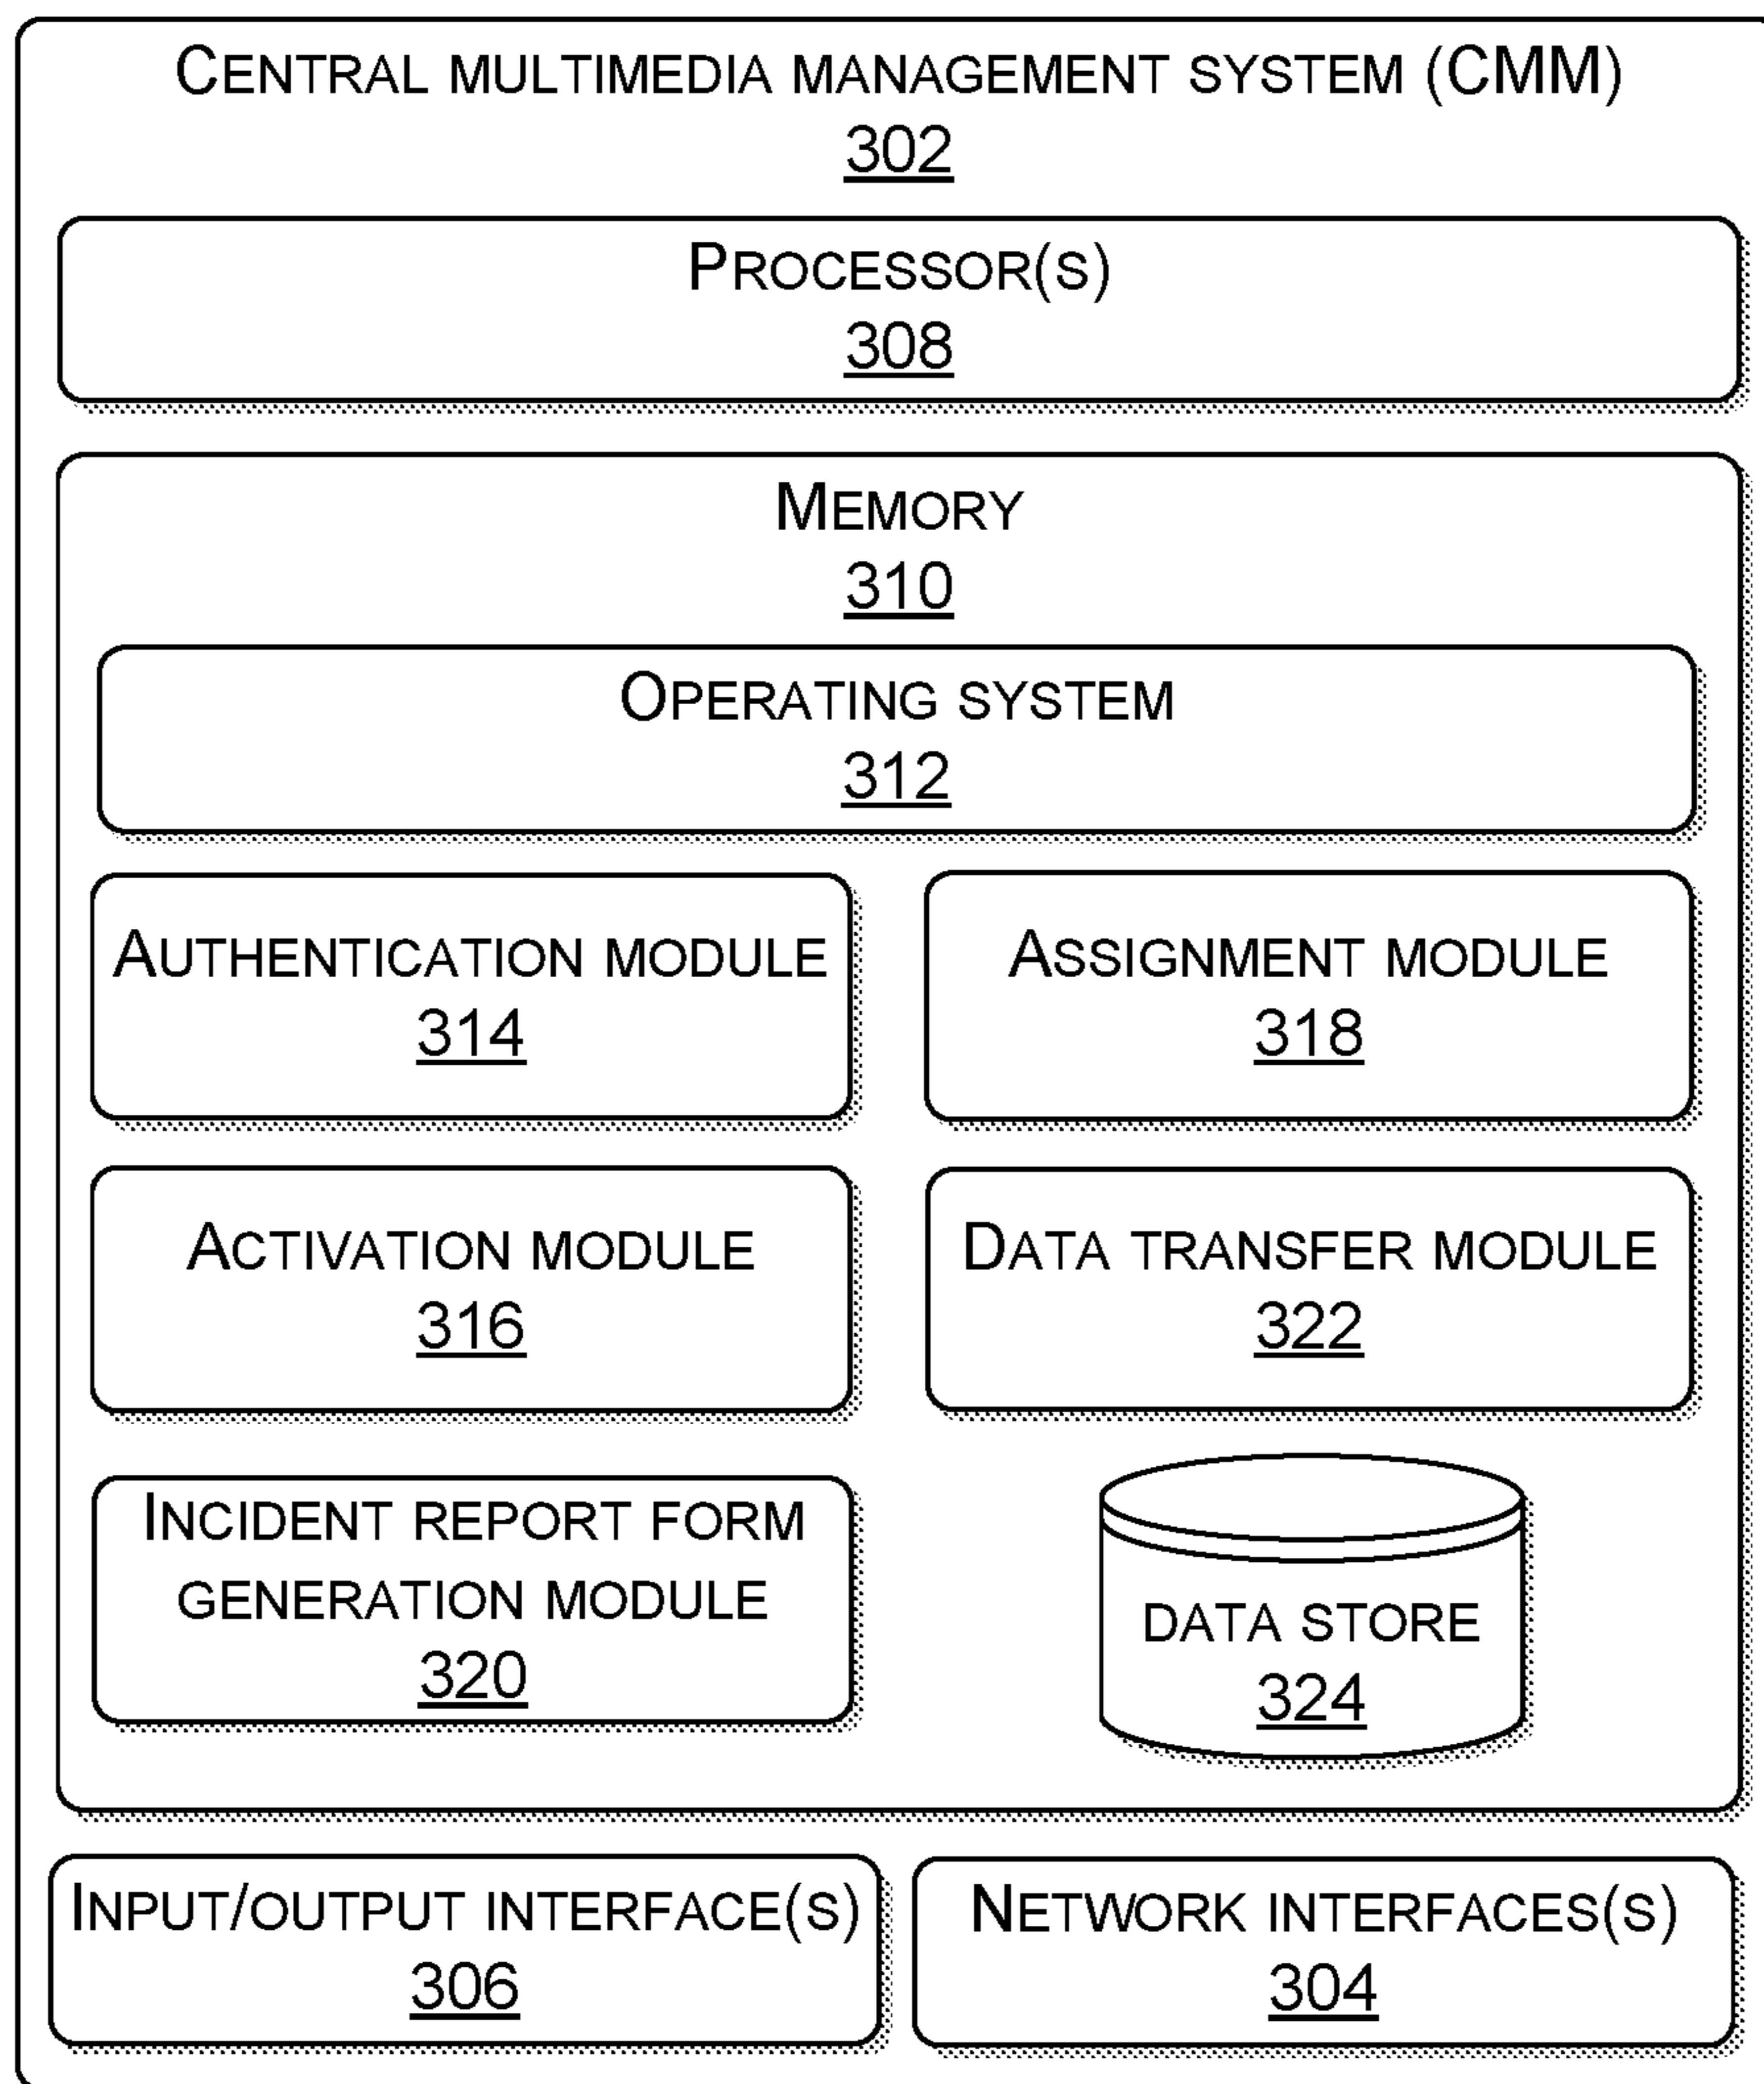 CENTRAL MULTIMEDIA MANAGEMENT SYSTEM (CMM)
302
PROCESSOR(S)
308
MEMORY
310
OPERATING SYSTEM
312
AUTHENTICATION MODULE
314
ASSIGNMENT MODULE
318
ACTIVATION MODULE
316
DATA TRANSFER MODULE
322
INCIDENT REPORT FORM
GENERATION MODULE
320
DATA STORE
324
INPUT/OUTPUT INTERFACE(S)
306
NETWORK INTERFACES(S)
304